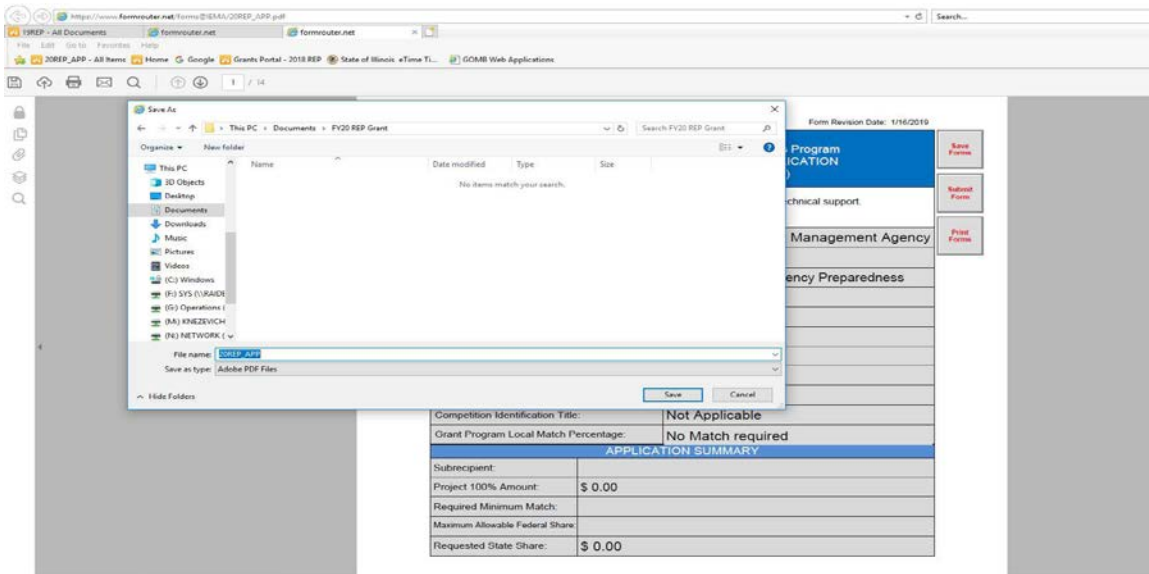 https://www.formrouter.net/forms@IEMA/20REP_APP.pdf
Search...
19REP - All Documents
formrouter.net
formrouter.net
File Edit Go to Favorites Help
20REP_APP - All Items
Home
Google
Grants Portal - 2018 REP
State of Illinois eTime Ti...
GOMB Web Applications
1 / 14
Save As
This PC > Documents > FY20 REP Grant
Search FY20 REP Grant
Organize
New folder
Name
Date modified
Type
Size
No items match your search.
This PC
3D Objects
Desktop
Documents
Downloads
Music
Pictures
Videos
(C:) Windows
(F:) SYS (\\RAIDE
(G:) Operations (
(M:) KNEZEVICH
(N:) NETWORK (
File name: 20REP_APP
Save as type: Adobe PDF Files
Hide Folders
Save
Cancel
Form Revision Date: 1/16/2019
Program
ICATION
)
echnical support.
Save Forms
Submit Form
Print Forms
Management Agency
ency Preparedness
Competition Identification Title: Not Applicable
Grant Program Local Match Percentage: No Match required
APPLICATION SUMMARY
Subrecipient:
Project 100% Amount: $ 0.00
Required Minimum Match:
Maximum Allowable Federal Share:
Requested State Share: $ 0.00